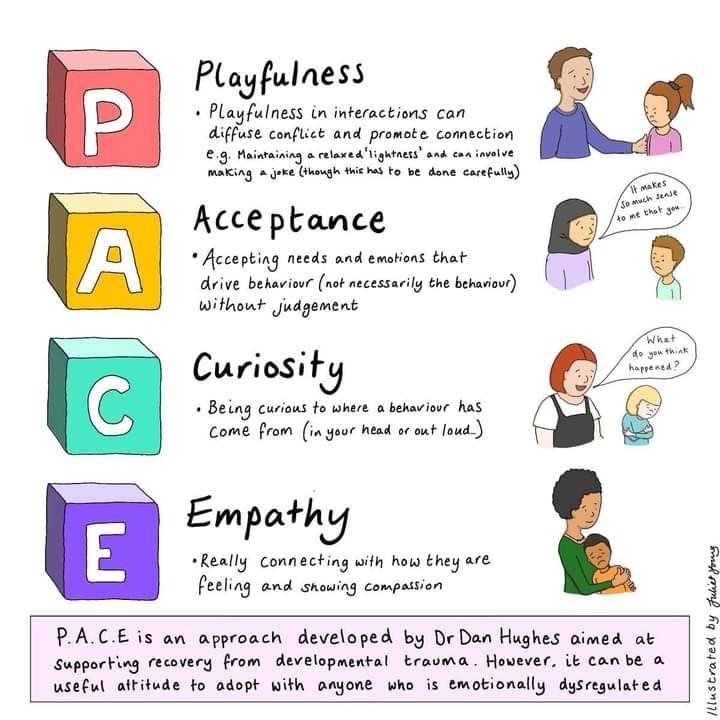 P
Playfulness
• Playfulness in interactions can
diffuse conflict and promote connection
e.g. Maintaining a relaxed 'lightness' and can involve
making a joke (though this has to be done carefully)
A
Acceptance
• Accepting needs and emotions that
drive behaviour (not necessarily the behaviour)
without judgement
It makes
so much sense
to me that you...
C
Curiosity
• Being curious to where a behaviour has
come from (in your head or out loud..)
What
do you think
happened?
E
Empathy
• Really connecting with how they are
feeling and showing compassion
P.A.C.E is an approach developed by Dr Dan Hughes aimed at
supporting recovery from developmental trauma. However, it can be a
useful attitude to adopt with anyone who is emotionally dysregulated
Illustrated by Juliet Young